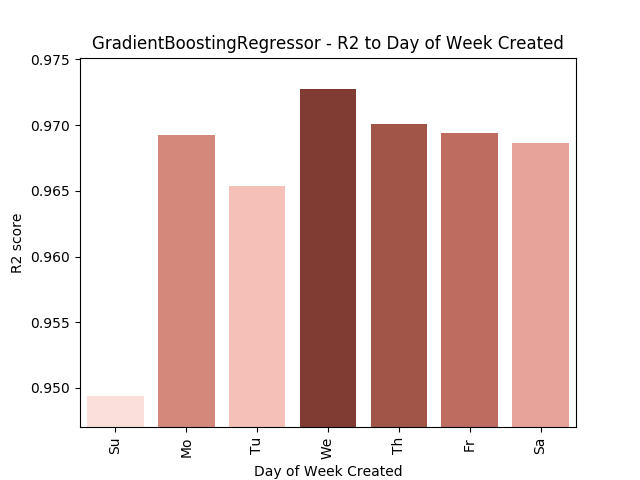 GradientBoostingRegressor - R2 to Day of Week Created
0.975
0.970
0.965
0.960
0.955
0.950
R2 score
Su
Mo
Tu
We
Th
Fr
Sa
Day of Week Created